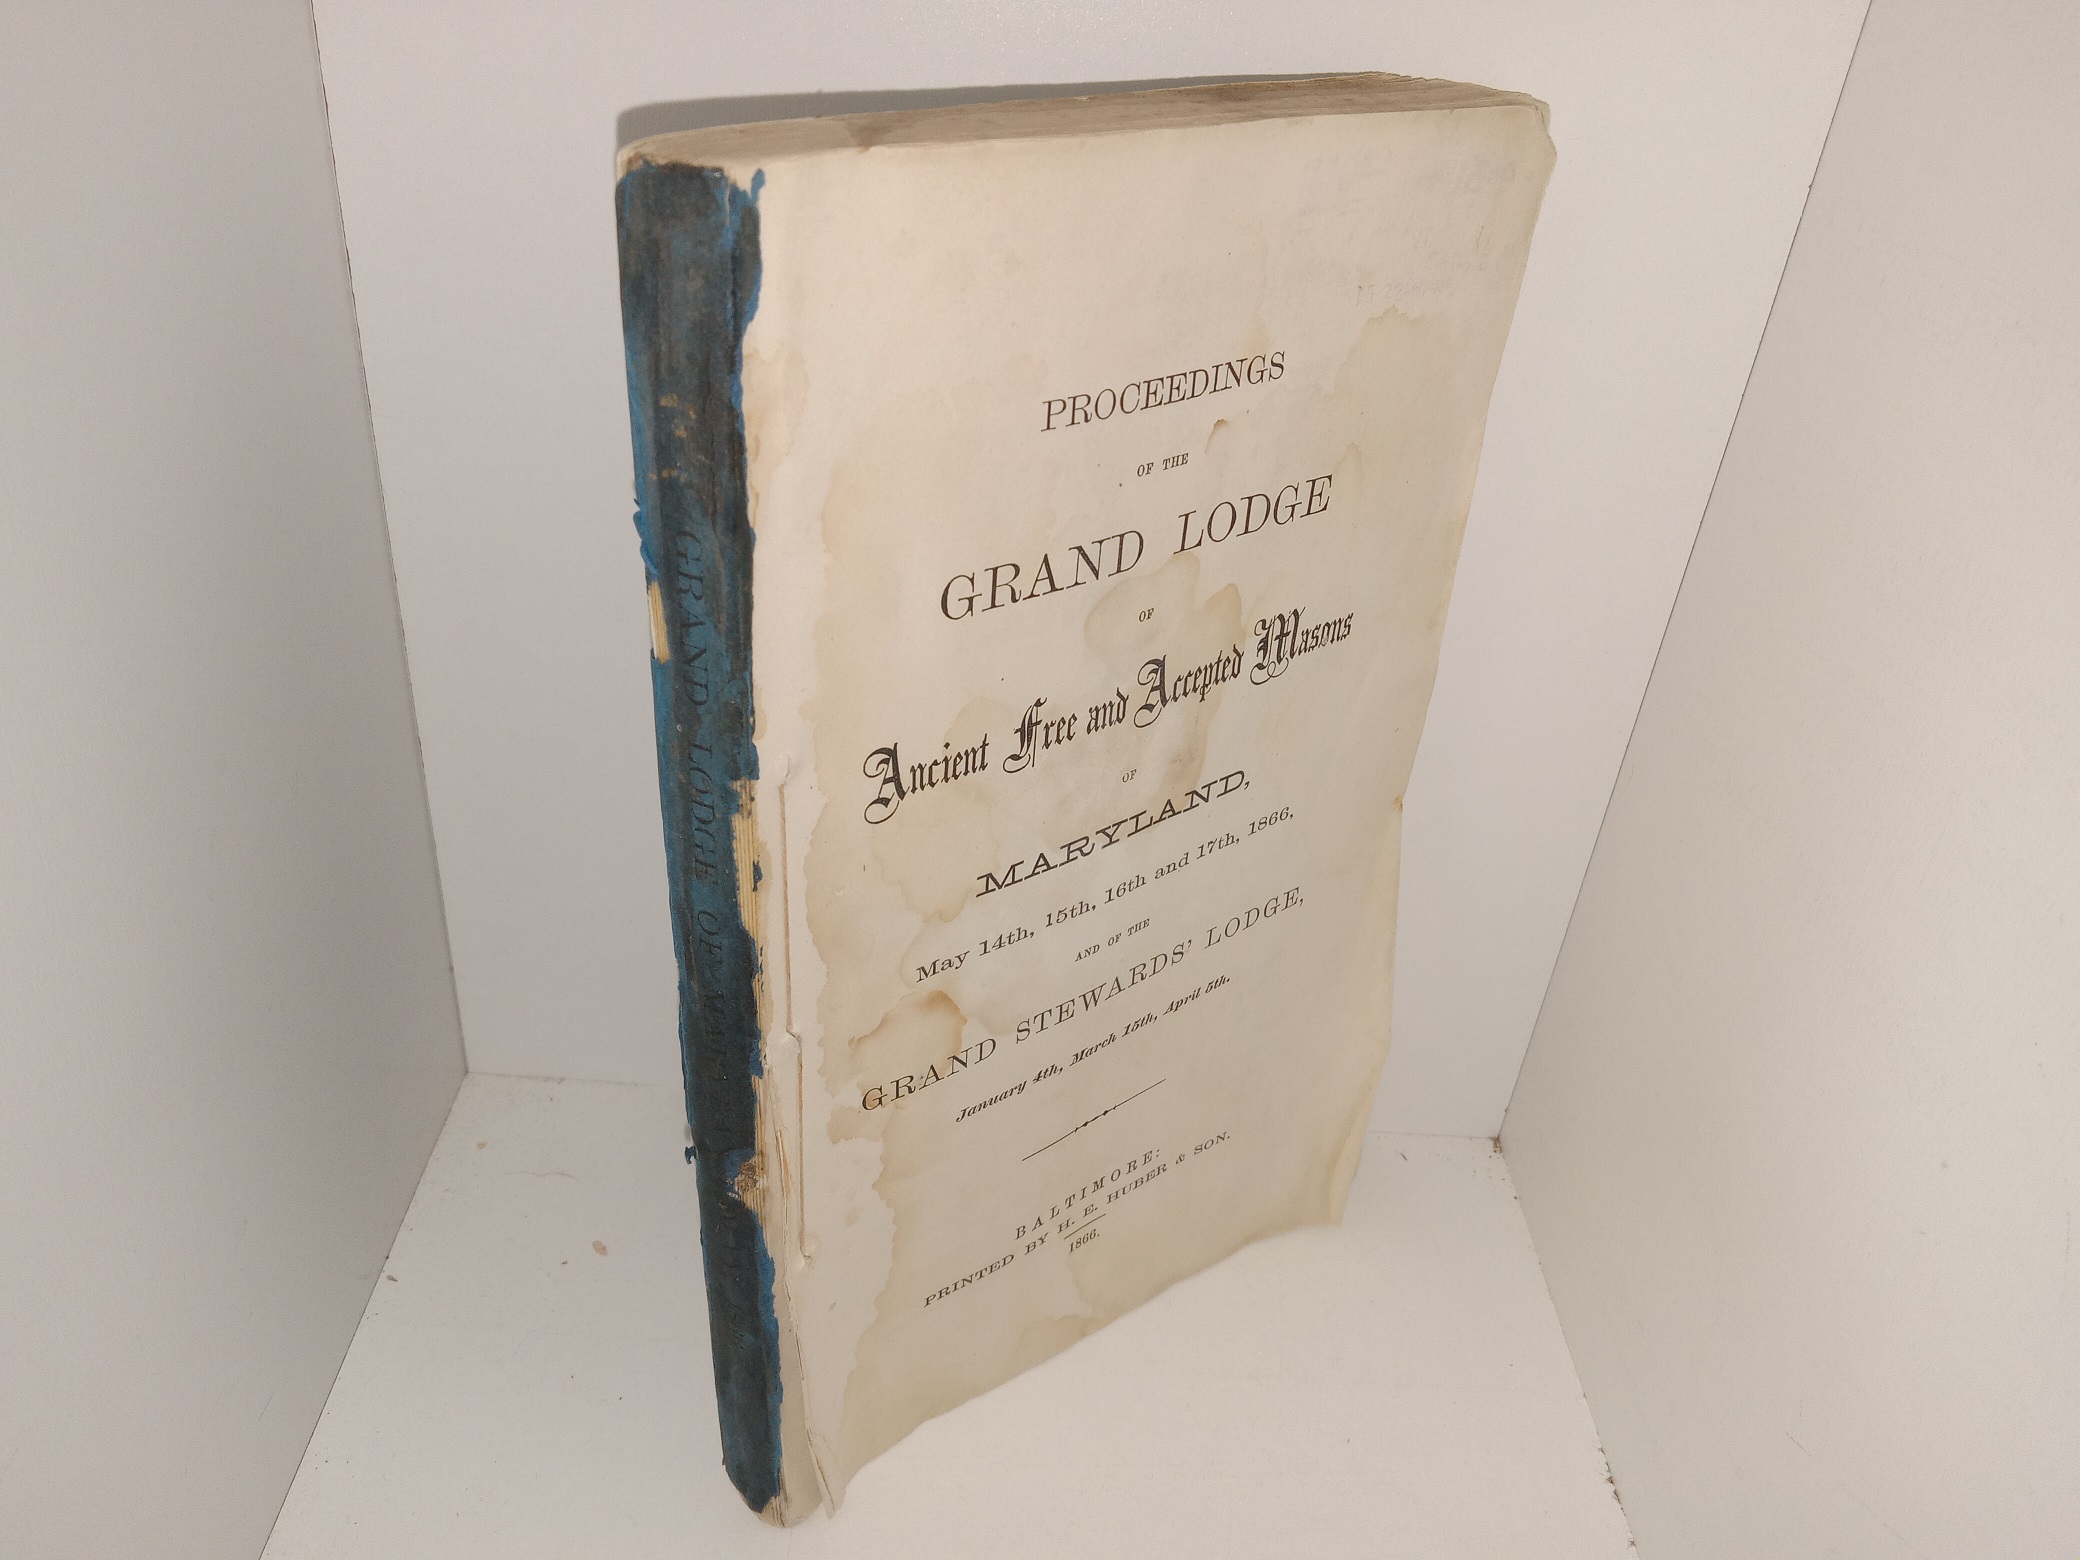 PROCEEDINGS
OF THE
GRAND LODGE
OF
Ancient Free and Accepted Masons
OF
MARYLAND,
May 14th, 15th, 16th and 17th, 1866,
AND OF THE
GRAND STEWARDS' LODGE,
January 4th, March 15th, April 5th.
BALTIMORE:
PRINTED BY H. E. HUBER & SON.
1866.
GRAND LODGE OF